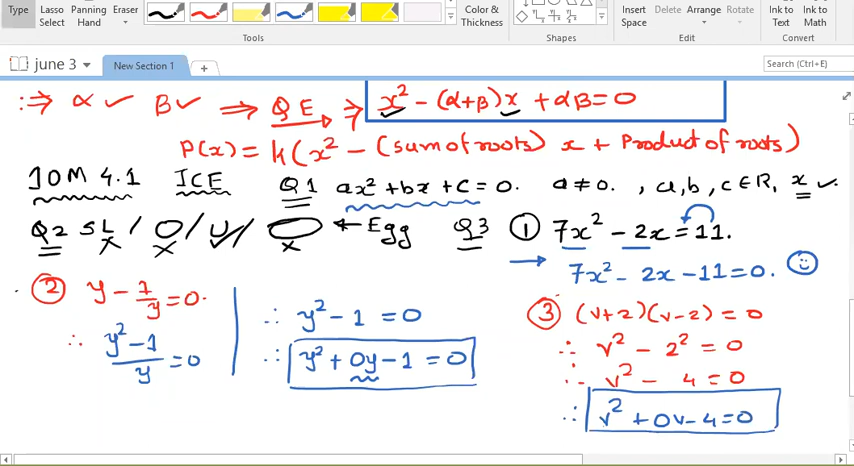 Type Lasso Select Panning Hand Eraser Color & Thickness Insert Space Delete Arrange Rotate Ink to Text Ink to Math
Tools Shapes Edit Convert
june 3 New Section 1 + Search (Ctrl+E)
:⇒ α ✓ β ✓ ⇒ Q E ⇒ x² - (α+β)x + αβ = 0
P(x) = k(x² - (sum of roots) x + Product of roots)
10M 4.1 ICE Q1 ax² + bx + c = 0. a ≠ 0. , a, b, c ∈ R, x ✓
Q2 SL / O / U / ← Egg Q3 ① 7x² - 2x = 11.
→ 7x² - 2x - 11 = 0. ☺
② y - 1/y = 0.
∴ (y² - 1)/y = 0
∴ y² - 1 = 0
∴ y² + 0y - 1 = 0
③ (v+2)(v-2) = 0
∴ v² - 2² = 0
∴ v² - 4 = 0
∴ v² + 0v - 4 = 0